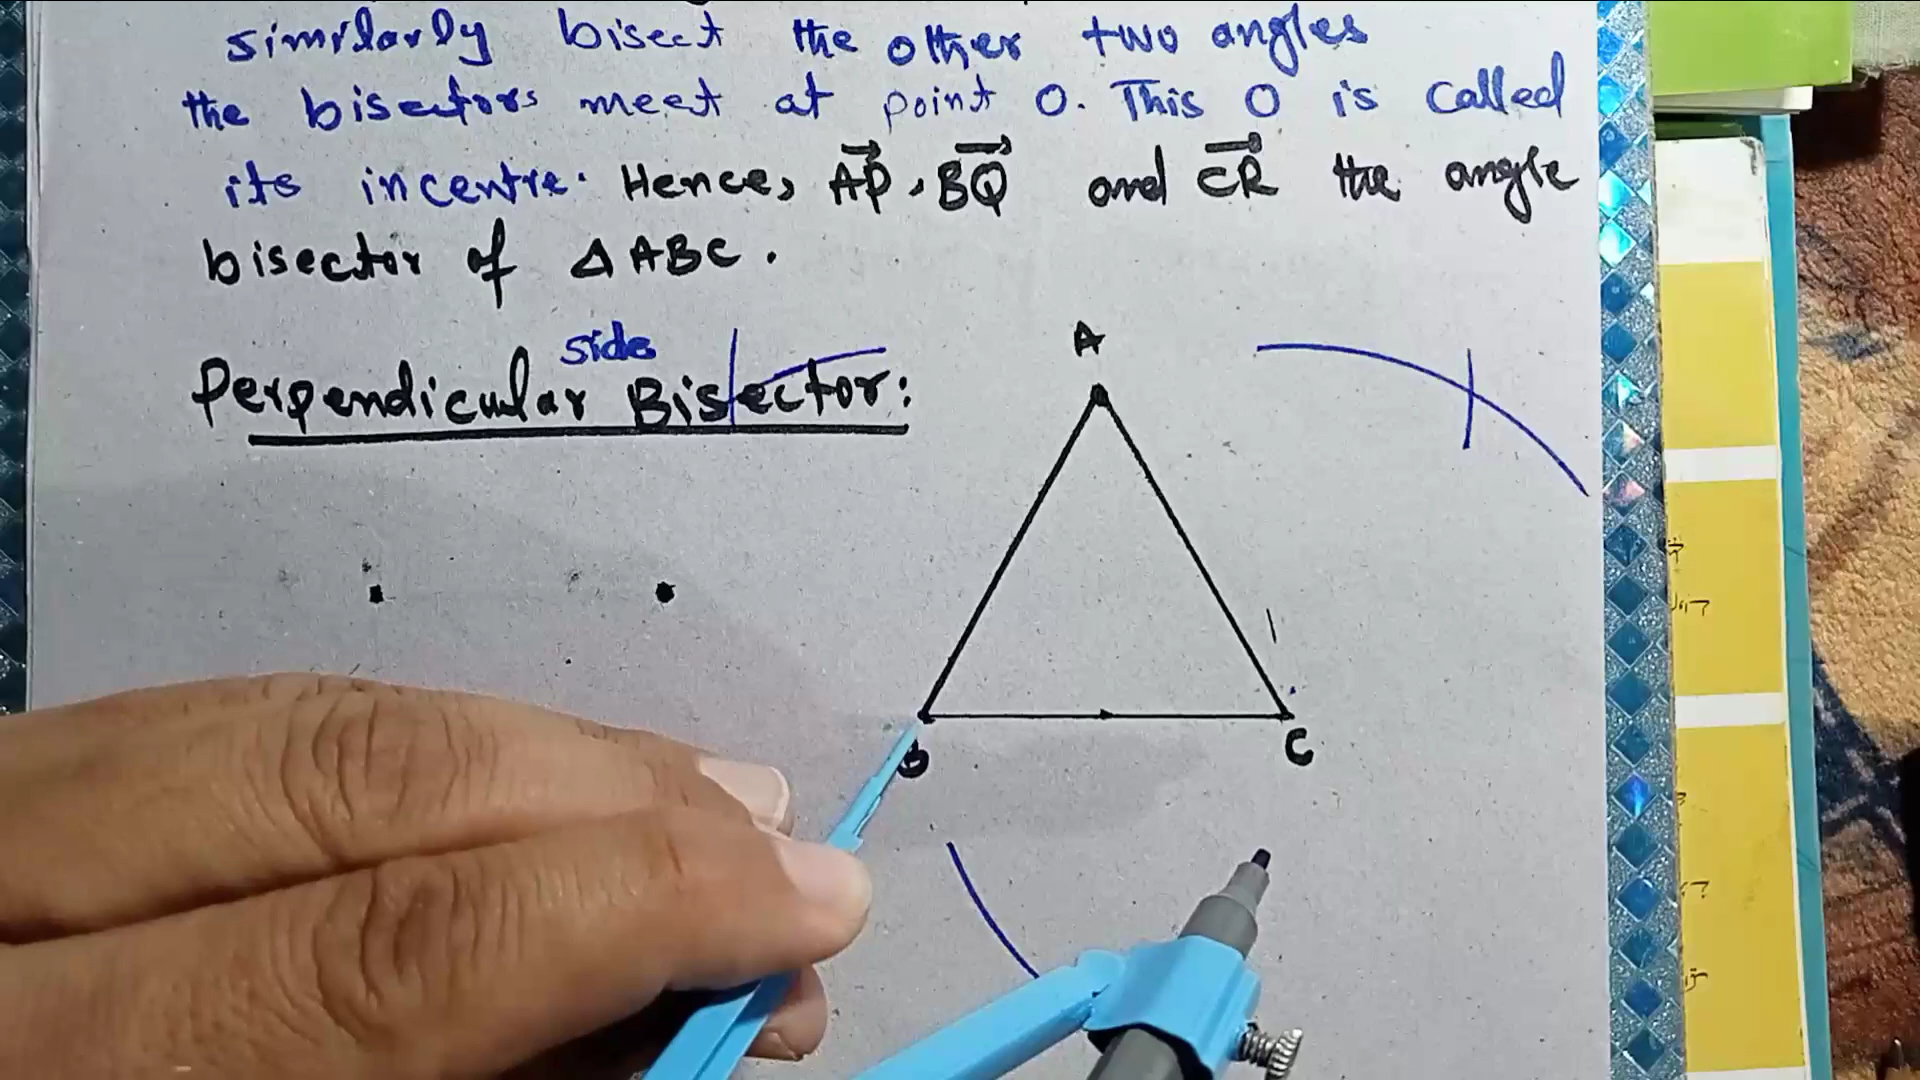 similarly bisect the other two angles
the bisectors meet at point O. This O is called
its incentre. Hence, AP, BQ and CR the angle
bisector of △ABC.
side
Perpendicular Bisector:
A
B
C